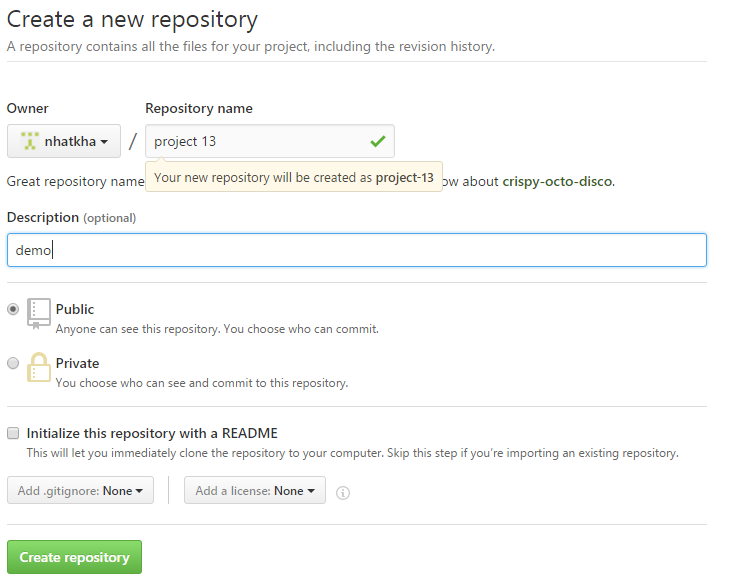 Create a new repository
A repository contains all the files for your project, including the revision history.
Owner
Repository name
nhatkha / project 13
Your new repository will be created as project-13
Great repository name ow about crispy-octo-disco.
Description (optional)
demo
Public
Anyone can see this repository. You choose who can commit.
Private
You choose who can see and commit to this repository.
Initialize this repository with a README
This will let you immediately clone the repository to your computer. Skip this step if you’re importing an existing repository.
Add .gitignore: None
Add a license: None
Create repository